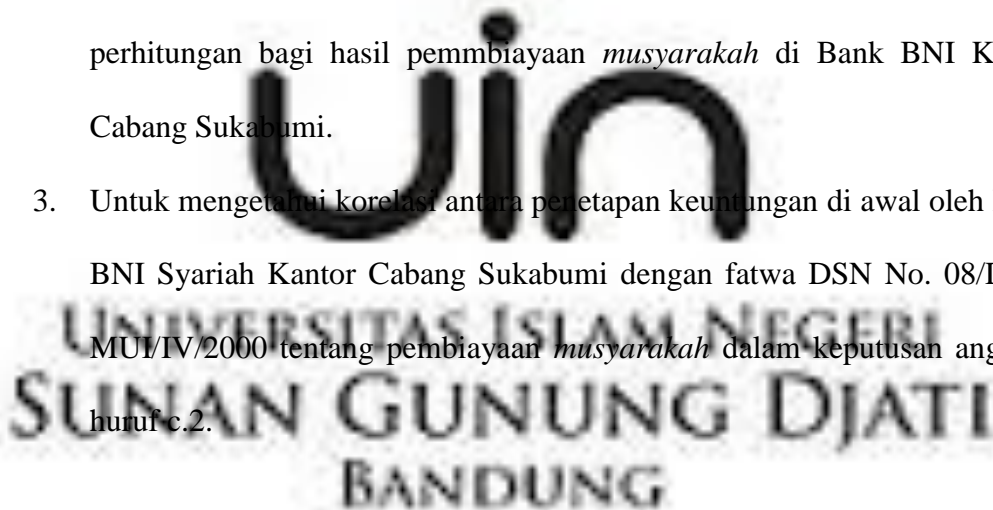 perhitungan bagi hasil pemmbiayaan musyarakah di Bank BNI K
Cabang Sukabumi.
3. Untuk mengetahui korelasi antara penetapan keuntungan di awal oleh
BNI Syariah Kantor Cabang Sukabumi dengan fatwa DSN No. 08/D
MUI/IV/2000 tentang pembiayaan musyarakah dalam keputusan ang
huruf c.2.
uin
UNIVERSITAS ISLAM NEGERI
SUNAN GUNUNG DJATI
BANDUNG